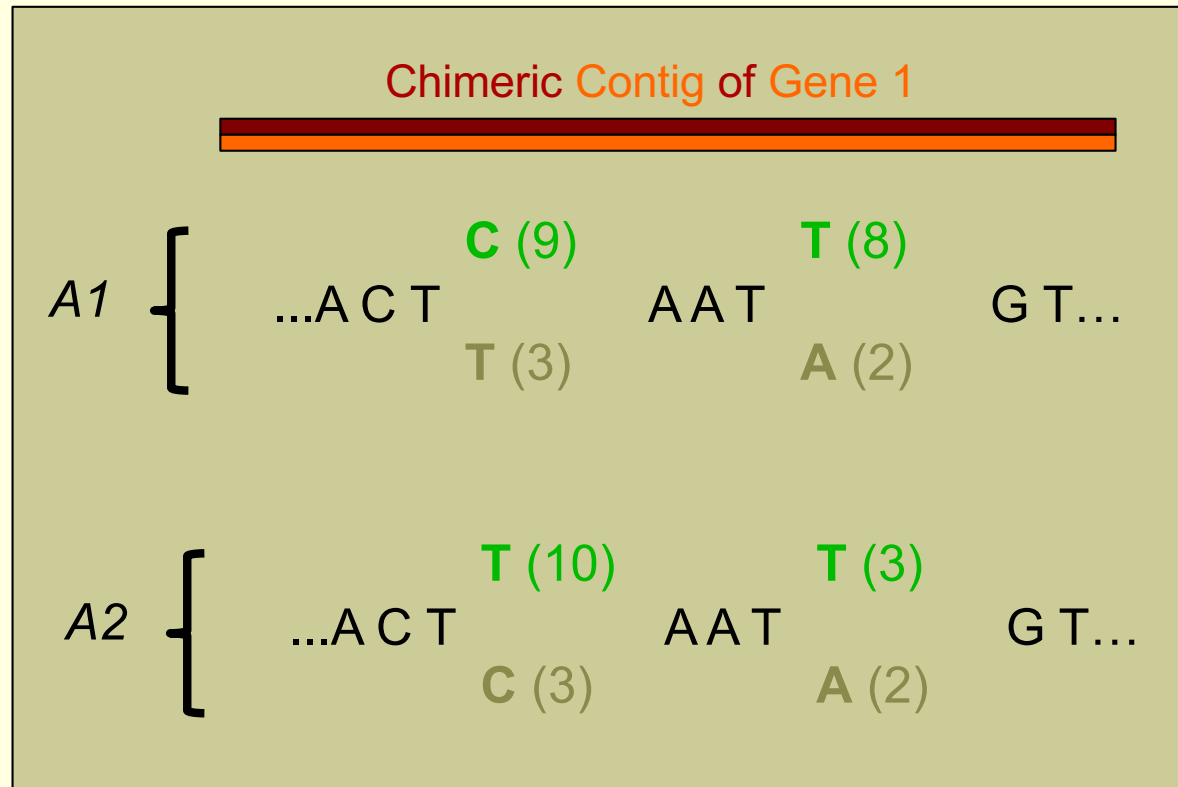 Chimeric Contig of Gene 1
C (9) T (8)
A1 ...A C T A A T G T...
T (3) A (2)
T (10) T (3)
A2 ...A C T A A T G T...
C (3) A (2)